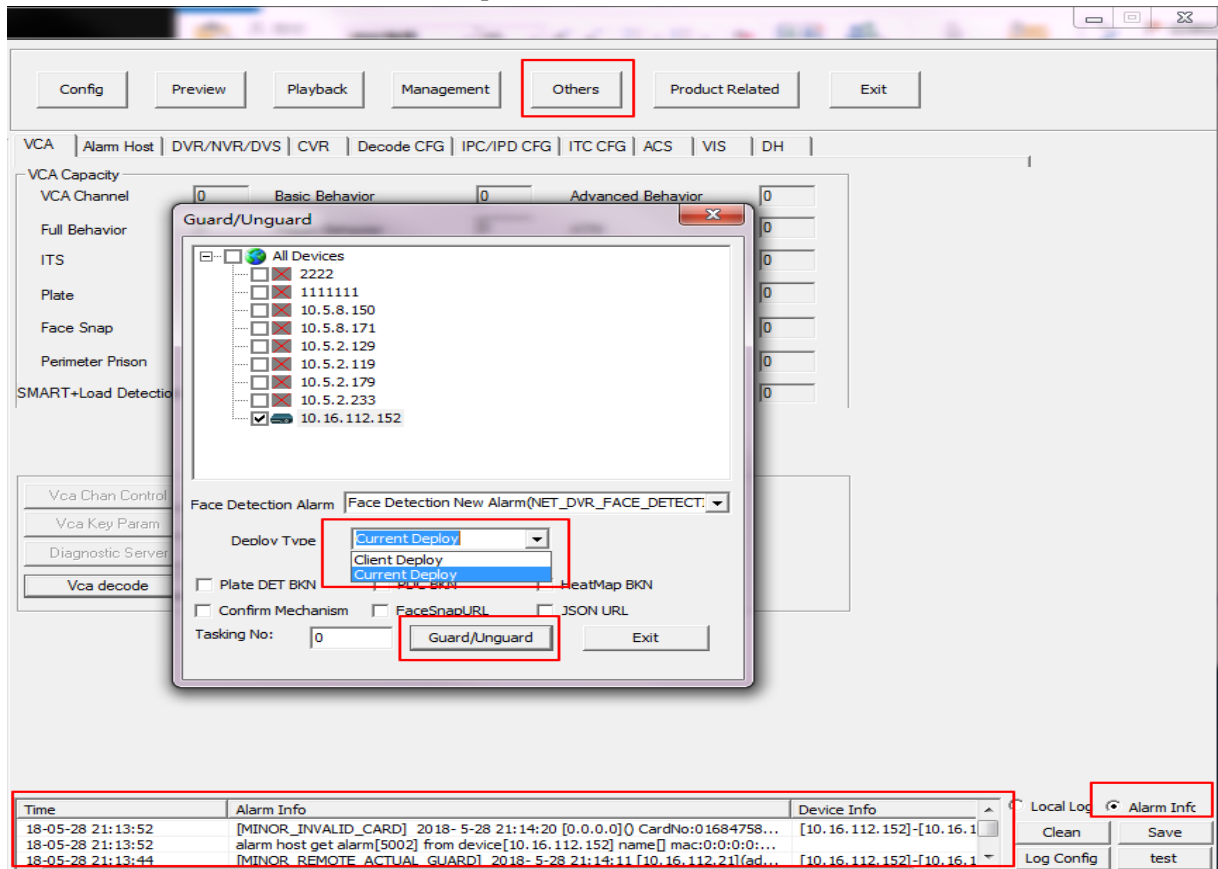 Config Preview Playback Management Others Product Related Exit
VCA Alarm Host DVR/NVR/DVS CVR Decode CFG IPC/IPD CFG ITC CFG ACS VIS DH
VCA Capacity
VCA Channel 0 Basic Behavior 0 Advanced Behavior 0
Guard/Unguard
Full Behavior 0
All Devices
ITS 0
2222
1111111
Plate 0
10.5.8.150
10.5.8.171
Face Snap 0
10.5.2.129
10.5.2.119
Perimeter Prison 0
10.5.2.179
10.5.2.233
SMART+Load Detectio 0
10.16.112.152
Vca Chan Control
Face Detection Alarm Face Detection New Alarm(NET_DVR_FACE_DETECT
Vca Key Param
Deploy Type Current Deploy
Diagnostic Server
Client Deploy
Current Deploy
Vca decode
Plate DET BKN PDC BKN HeatMap BKN
Confirm Mechanism FaceSnapURL JSON URL
Tasking No: 0 Guard/Unguard Exit
Time Alarm Info Device Info Local Log Alarm Info
18-05-28 21:13:52 [MINOR_INVALID_CARD] 2018- 5-28 21:14:20 [0.0.0.0]() CardNo:01684758... [10.16.112.152]-[10.16.1
Clean Save
18-05-28 21:13:52 alarm host get alarm[5002] from device[10.16.112.152] name[] mac:0:0:0:0:...
18-05-28 21:13:44 [MINOR_REMOTE_ACTUAL_GUARD] 2018- 5-28 21:14:11 [10.16.112.21](ad... [10.16.112.152]-[10.16.1
Log Config test